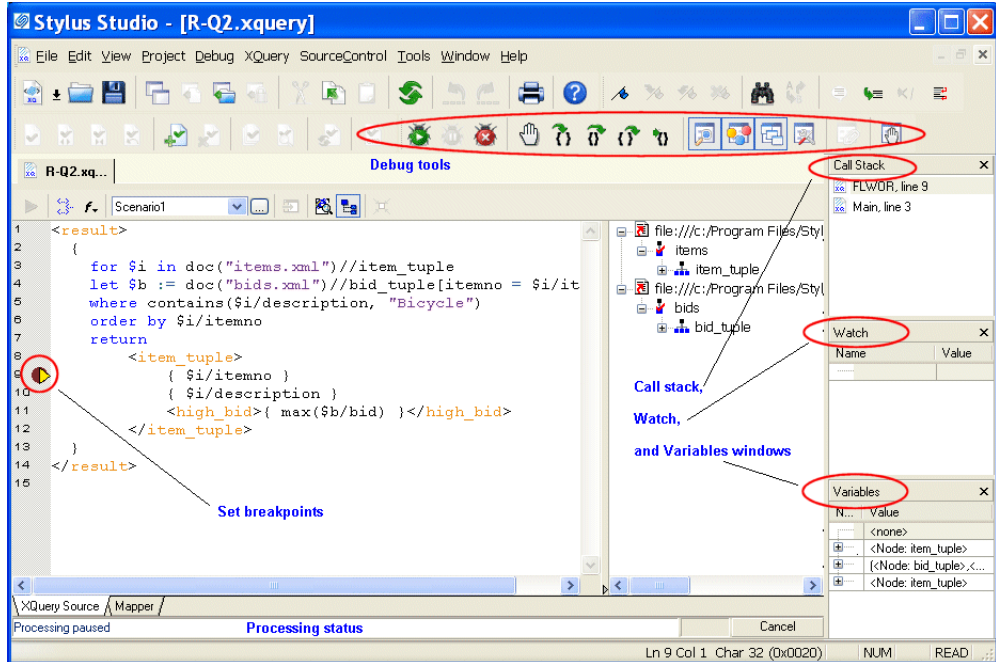 Stylus Studio - [R-Q2.xquery]
File Edit View Project Debug XQuery SourceControl Tools Window Help
Debug tools
R-Q2.xq...
Scenario1
1 <result>
2 {
3 for $i in doc("items.xml")//item_tuple
4 let $b := doc("bids.xml")//bid_tuple[itemno = $i/it
5 where contains($i/description, "Bicycle")
6 order by $i/itemno
7 return
8 <item_tuple>
9 { $i/itemno }
10 { $i/description }
11 <high_bid>{ max($b/bid) }</high_bid>
12 </item_tuple>
13 }
14 </result>
15
Set breakpoints
file:///c:/Program Files/Styl
items
item_tuple
file:///c:/Program Files/Styl
bids
bid_tuple
Call stack,
Watch,
and Variables windows
Call Stack
FLWOR, line 9
Main, line 3
Watch
Name Value
Variables
N... Value
<none>
<Node: item_tuple>
(<Node: bid_tuple>,<...
<Node: item_tuple>
XQuery Source Mapper
Processing paused
Processing status
Cancel
Ln 9 Col 1 Char 32 (0x0020) NUM READ